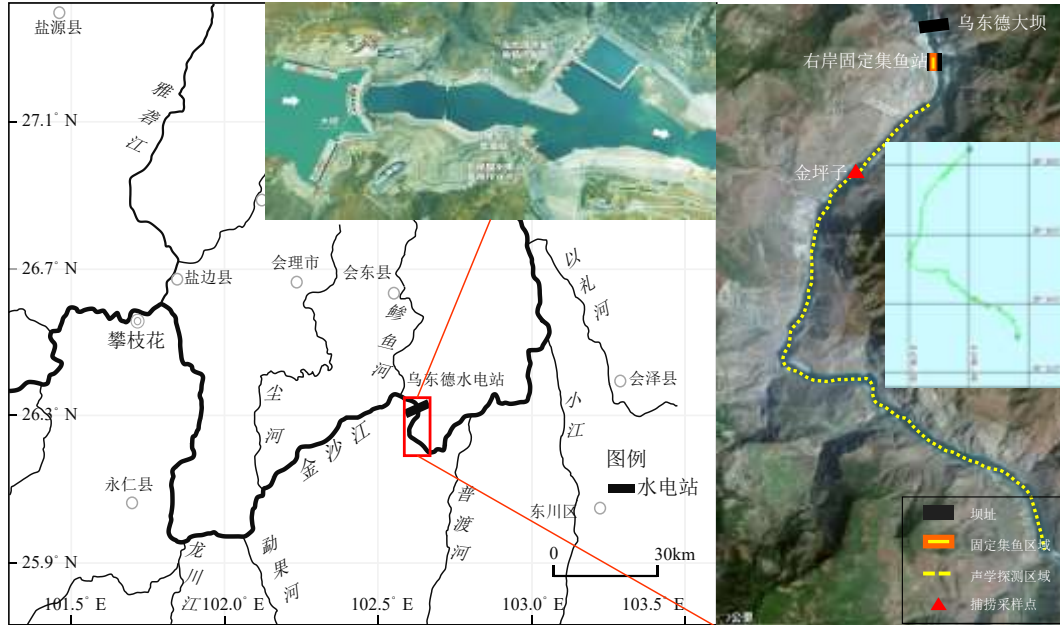 盐源县
雅砻江
27.1° N
26.7° N
盐边县
会理市
会东县
鲹鱼河
以礼河
攀枝花
乌东德水电站
会泽县
26.3° N
尘河
金沙江
小江
图例
水电站
永仁县
普渡河
东川区
25.9° N
龙川江
勐果河
0
30km
101.5° E
102.0° E
102.5° E
103.0° E
103.5° E
乌东德大坝
右岸固定集鱼站
金坪子
坝址
固定集鱼区域
声学探测区域
捕捞采样点
公里